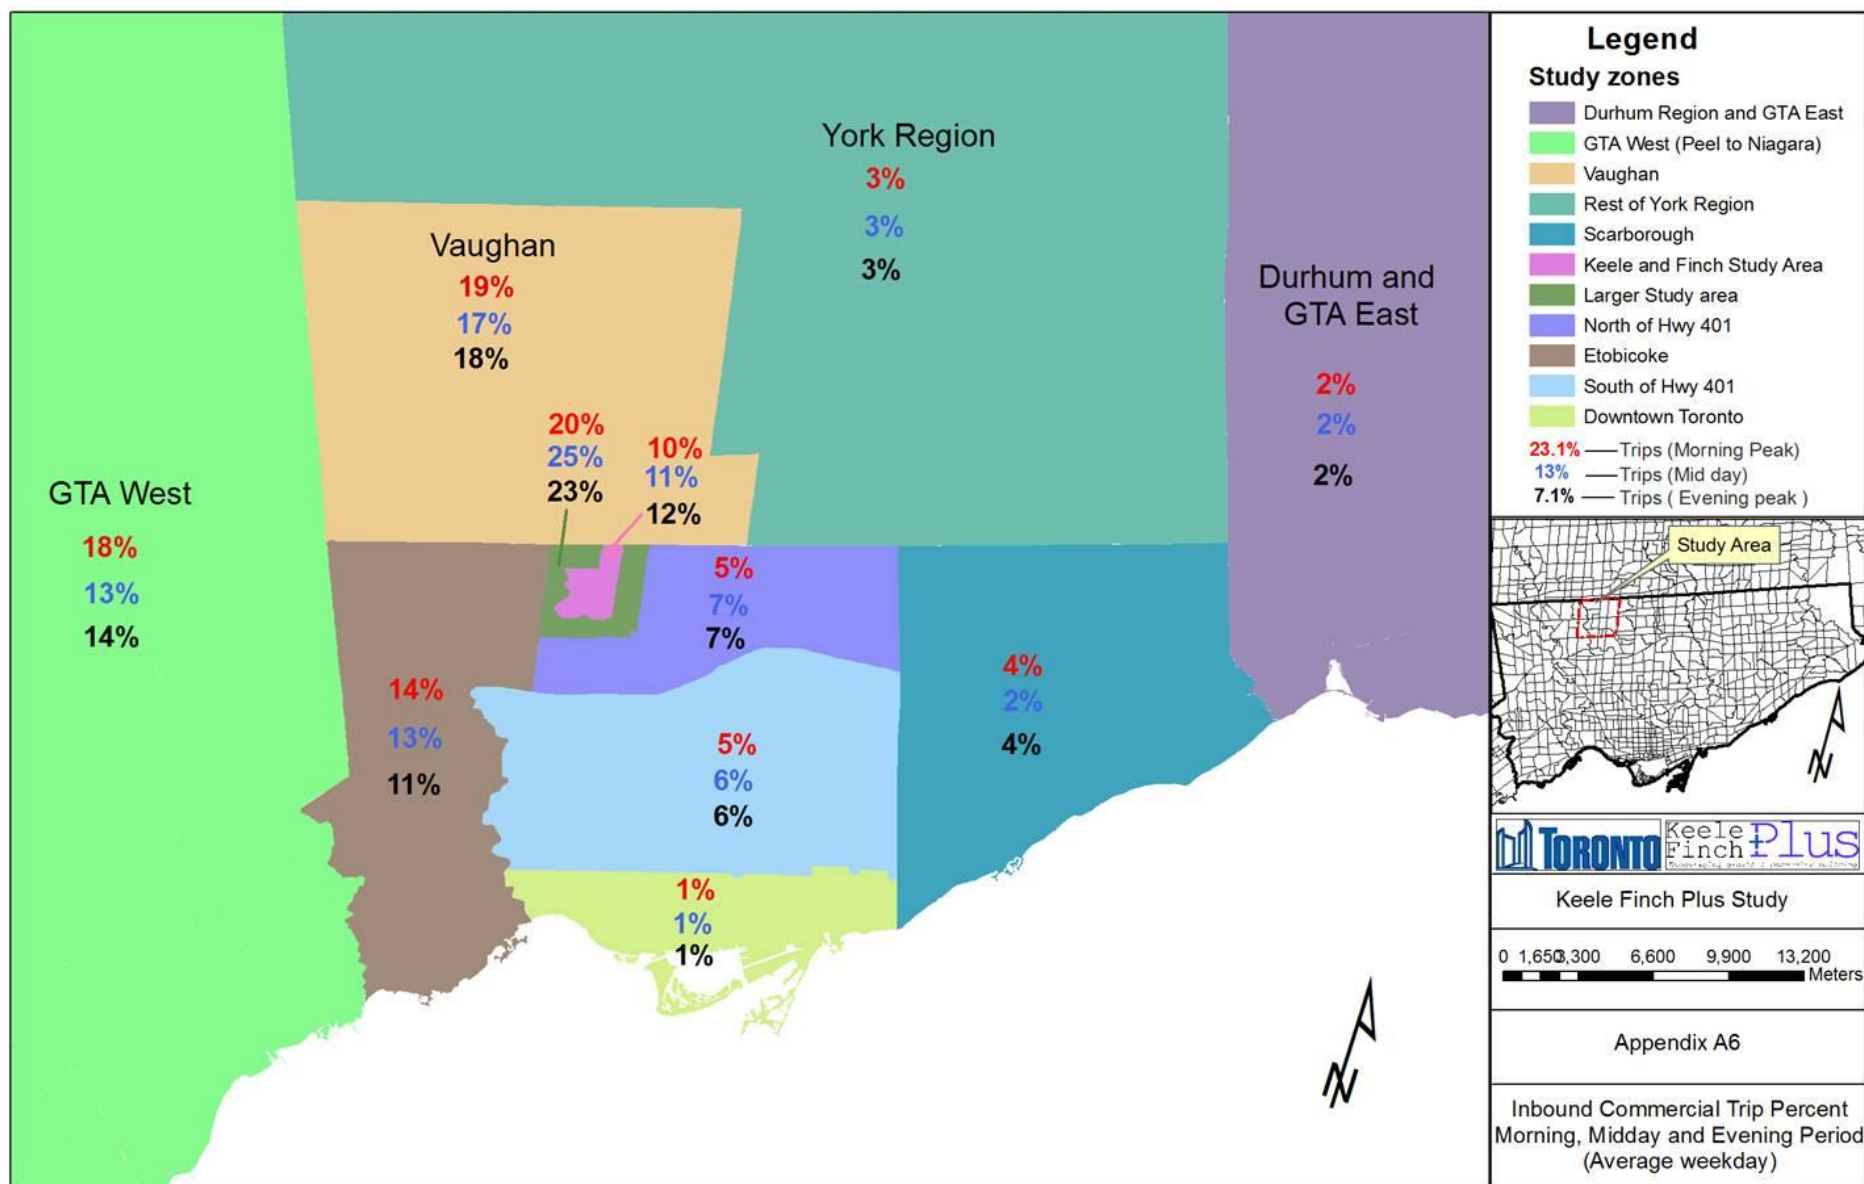 York Region
3%
3%
3%
Vaughan
19%
17%
18%
Durhum and
GTA East
2%
2%
2%
20%
25%
23%
10%
11%
12%
GTA West
18%
13%
14%
5%
7%
7%
14%
13%
11%
4%
2%
4%
5%
6%
6%
1%
1%
1%
N
Legend
Study zones
Durhum Region and GTA East
GTA West (Peel to Niagara)
Vaughan
Rest of York Region
Scarborough
Keele and Finch Study Area
Larger Study area
North of Hwy 401
Etobicoke
South of Hwy 401
Downtown Toronto
23.1% Trips (Morning Peak)
13% Trips (Mid day)
7.1% Trips ( Evening peak )
Study Area
N
TORONTO
Keele
Finch +Plus
Keele Finch Plus Study
0 1,650 3,300 6,600 9,900 13,200
Meters
Appendix A6
Inbound Commercial Trip Percent
Morning, Midday and Evening Period
(Average weekday)